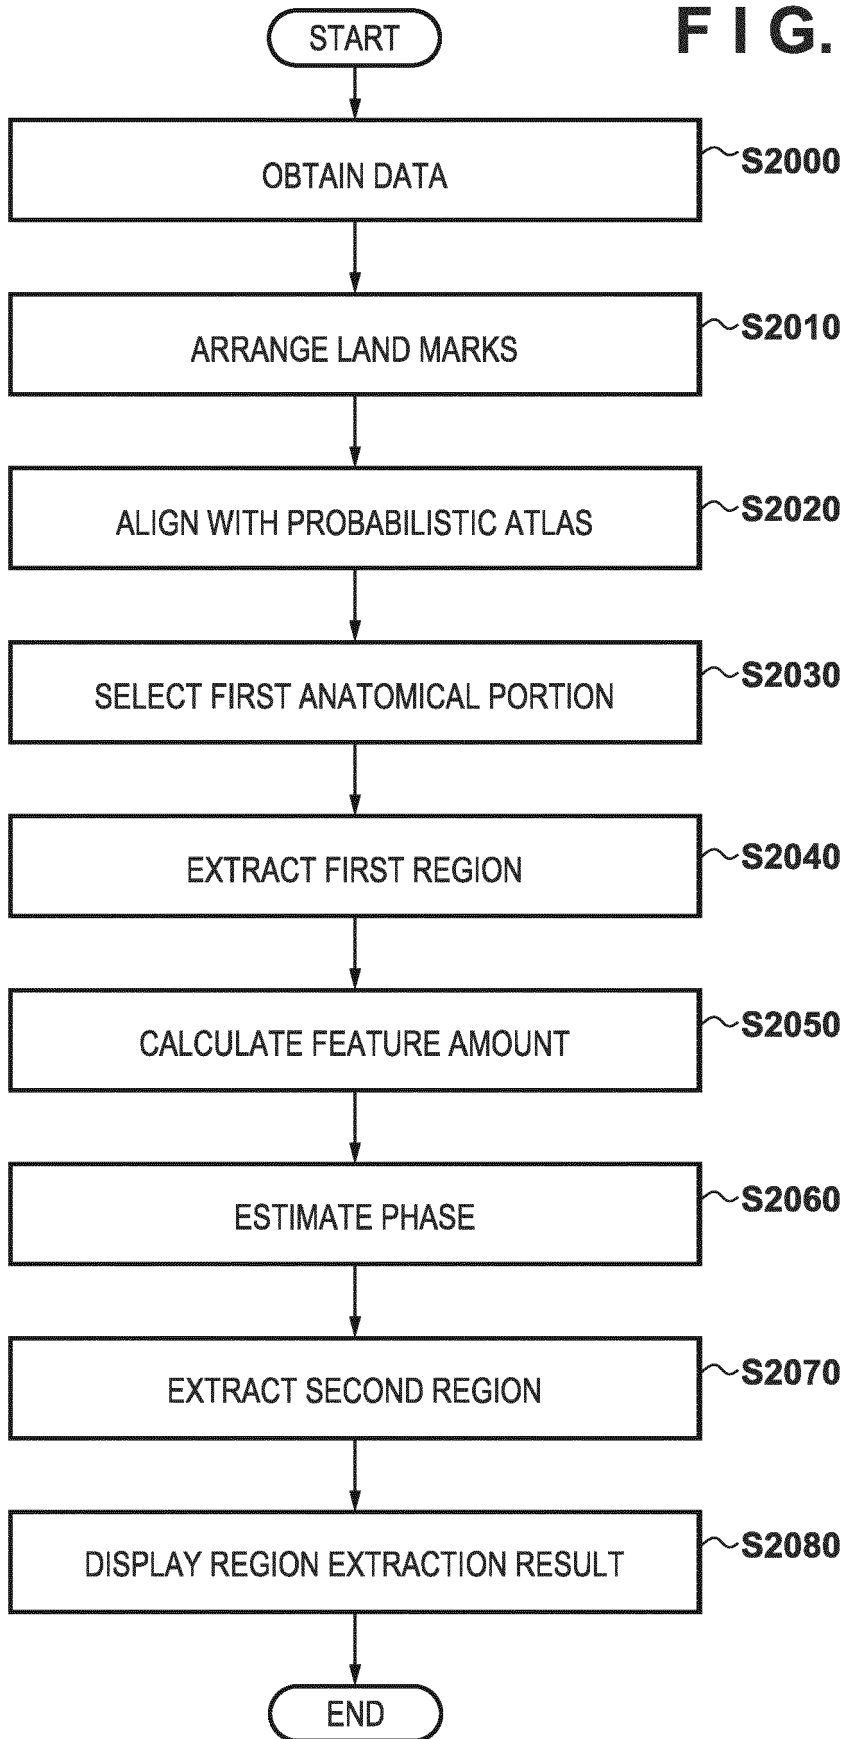 FIG.
START
OBTAIN DATA
S2000
ARRANGE LAND MARKS
S2010
ALIGN WITH PROBABILISTIC ATLAS
S2020
SELECT FIRST ANATOMICAL PORTION
S2030
EXTRACT FIRST REGION
S2040
CALCULATE FEATURE AMOUNT
S2050
ESTIMATE PHASE
S2060
EXTRACT SECOND REGION
S2070
DISPLAY REGION EXTRACTION RESULT
S2080
END